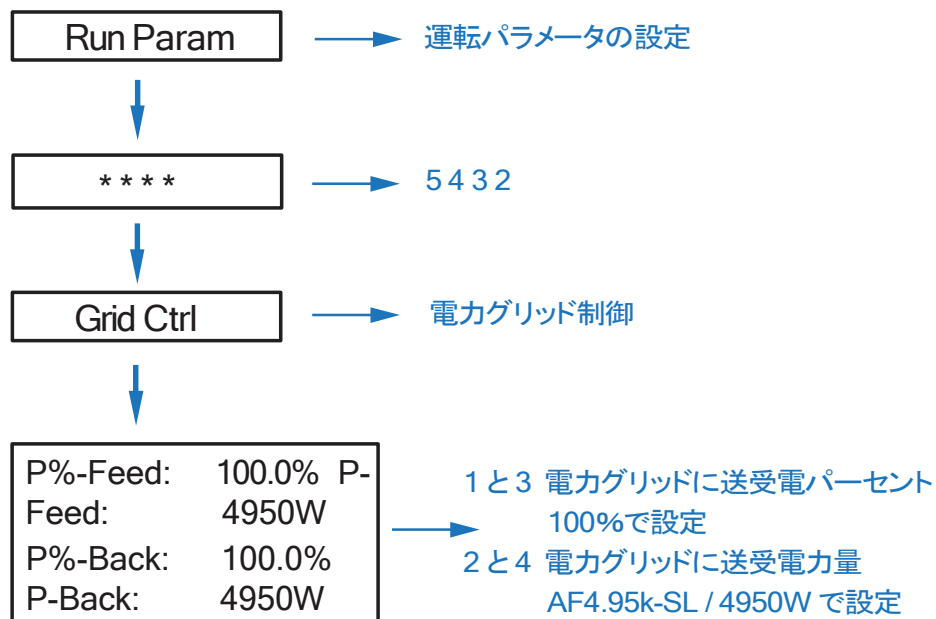 Run Param 運転パラメータの設定
**** 5432
Grid Ctrl 電力グリッド制御
P%-Feed: 100.0% P-
Feed: 4950W
P%-Back: 100.0%
P-Back: 4950W
1と3 電力グリッドに送受電パーセント
100%で設定
2と4 電力グリッドに送受電力量
AF4.95k-SL / 4950W で設定